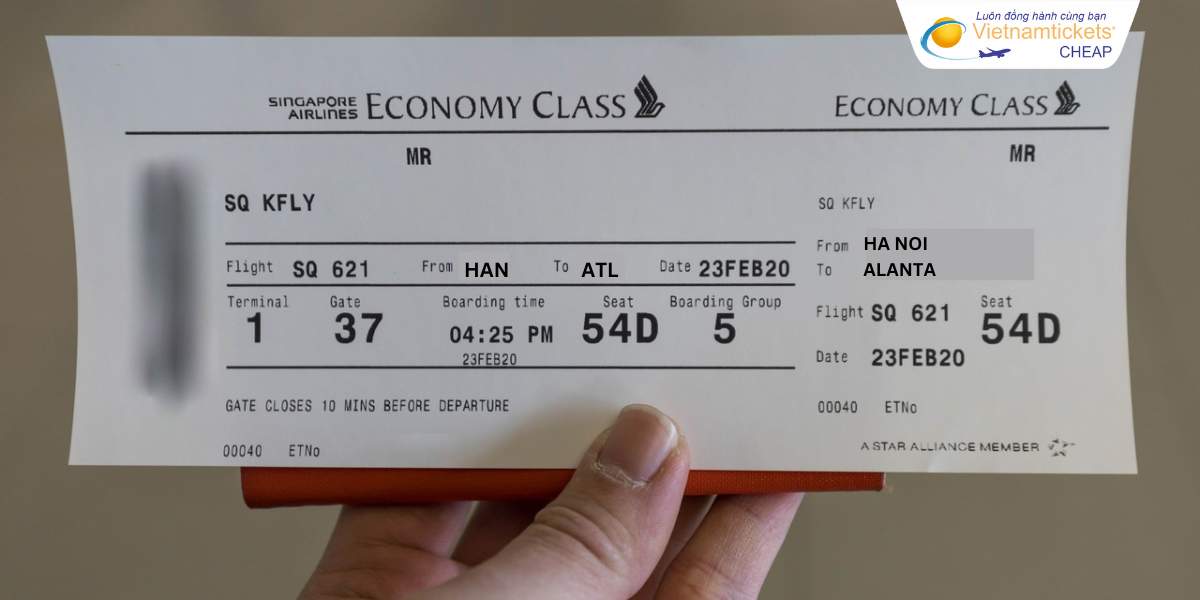 Luôn đồng hành cùng bạn
Vietnamtickets
CHEAP
SINGAPORE AIRLINES ECONOMY CLASS
ECONOMY CLASS
MR
MR
SQ KFLY
SQ KFLY
From HA NOI
To ALANTA
Flight SQ 621 From HAN To ATL Date 23FEB20
Terminal Gate Boarding time Seat Boarding Group
1 37 04:25 PM 54D 5
23FEB20
Flight SQ 621 Seat 54D
Date 23FEB20
GATE CLOSES 10 MINS BEFORE DEPARTURE
00040 ETNo
00040 ETNo
A STAR ALLIANCE MEMBER